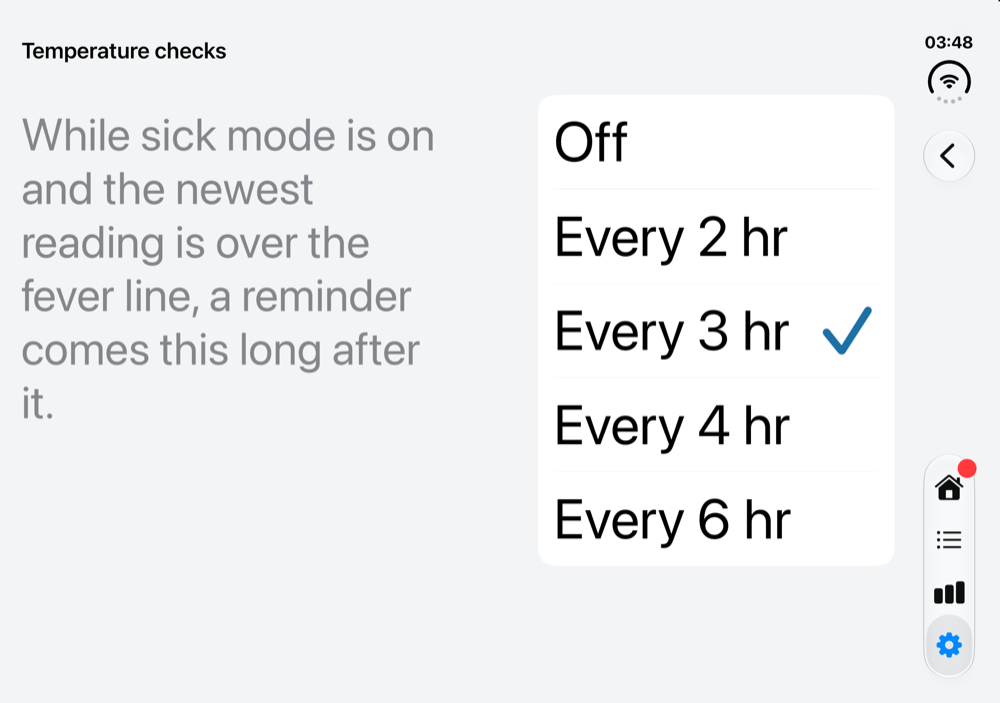 Temperature checks
03:48
While sick mode is on
and the newest
reading is over the
fever line, a reminder
comes this long after
it.
Off
Every 2 hr
Every 3 hr
Every 4 hr
Every 6 hr